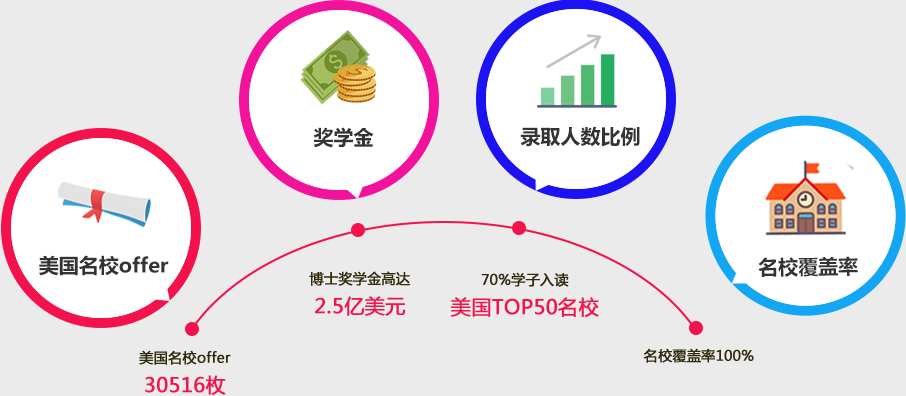 美国名校offer
奖学金
录取人数比例
名校覆盖率
美国名校offer
30516枚
博士奖学金高达
2.5亿美元
70%学子入读
美国TOP50名校
名校覆盖率100%